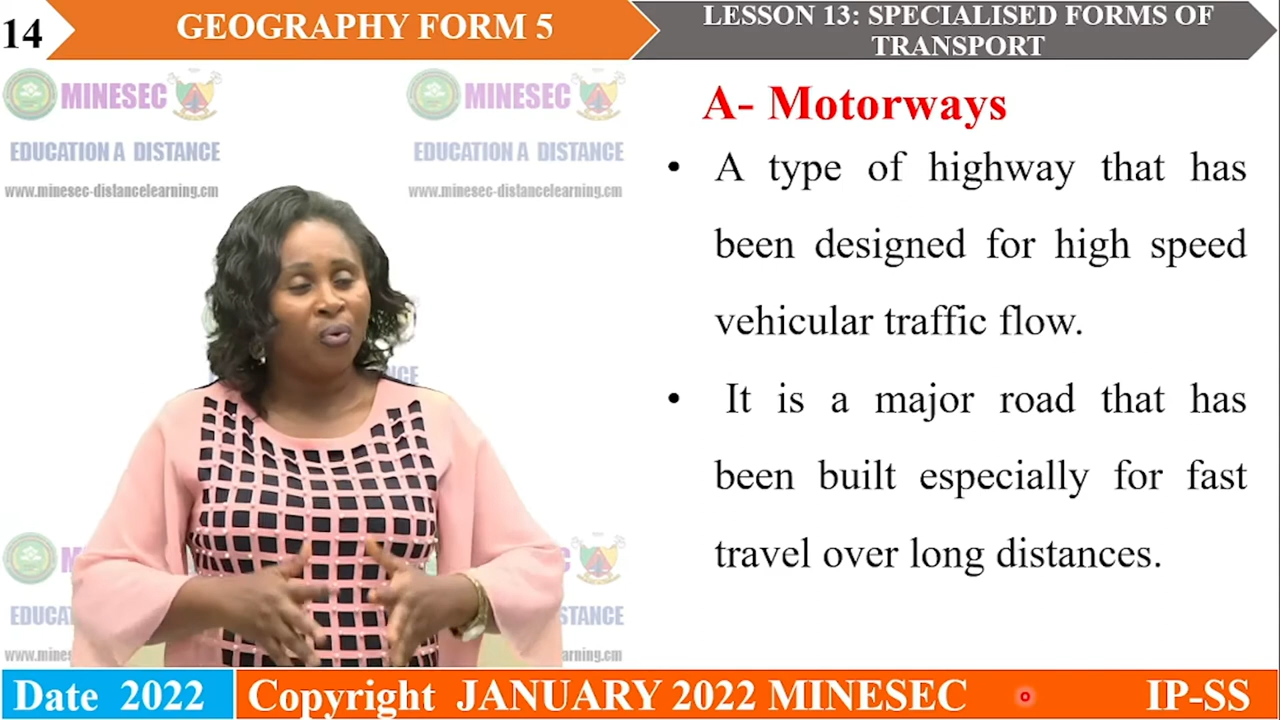 14
GEOGRAPHY FORM 5
LESSON 13: SPECIALISED FORMS OF
TRANSPORT
MINESEC
EDUCATION A DISTANCE
www.minesec-distancelearning.cm
MINESEC
EDUCATION A DISTANCE
www.minesec-distancelearning.cm
A- Motorways
• A type of highway that has
been designed for high speed
vehicular traffic flow.
• It is a major road that has
been built especially for fast
travel over long distances.
Date 2022
Copyright JANUARY 2022 MINESEC
IP-SS